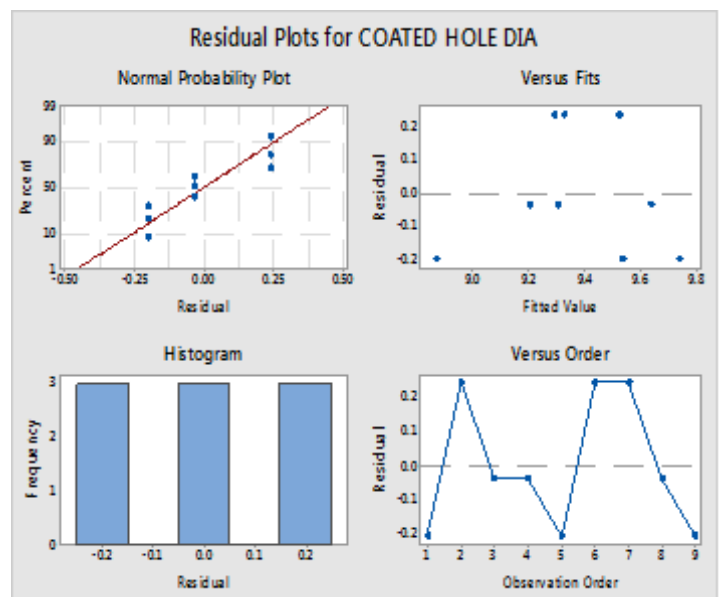 Residual Plots for COATED HOLE DIA
Normal Probability Plot
99
90
50
10
1
Percent
-0.50 -0.25 0.00 0.25 0.50
Residual
Versus Fits
0.2
0.1
0.0
-0.1
-0.2
Residual
9.0 9.2 9.4 9.6 9.8
Fitted Value
Histogram
3
2
1
0
Frequency
-0.2 -0.1 0.0 0.1 0.2
Residual
Versus Order
0.2
0.1
0.0
-0.1
-0.2
Residual
1 2 3 4 5 6 7 8 9
Observation Order